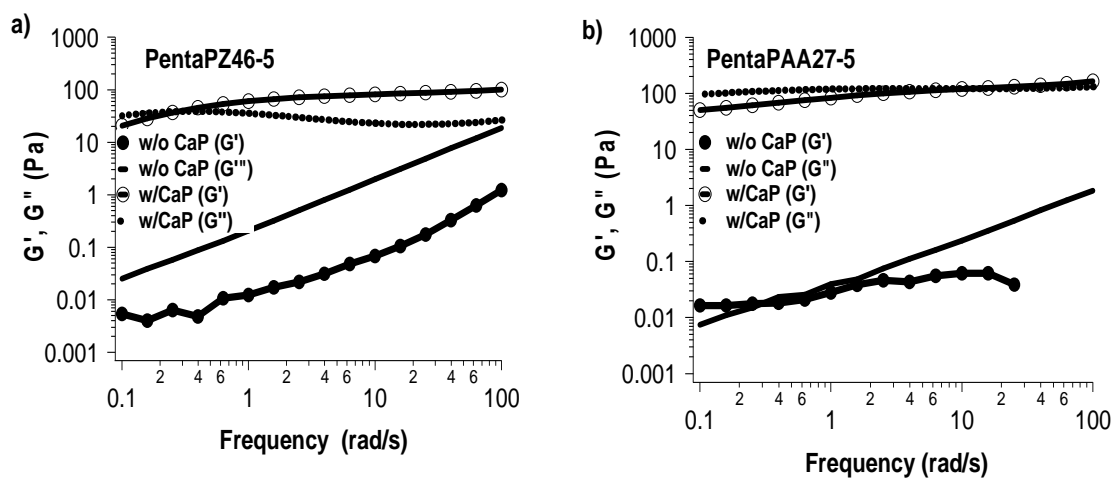 a)
PentaPZ46-5
1000
100
10
1
0.1
0.01
0.001
G', G" (Pa)
w/o CaP (G')
w/o CaP (G'")
w/CaP (G')
w/CaP (G")
0.1
2
4
6
1
2
4
6
10
2
4
6
100
Frequency (rad/s)
b)
PentaPAA27-5
1000
100
10
1
0.1
0.01
0.001
G', G" (Pa)
w/o CaP (G')
w/o CaP (G")
w/CaP (G')
w/CaP (G")
0.1
2
4
6
1
2
4
6
10
2
4
6
100
Frequency (rad/s)